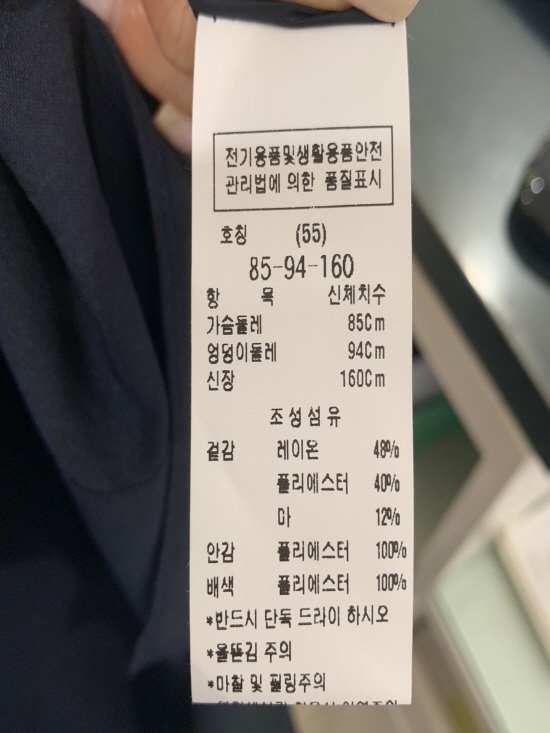 전기용품및생활용품안전
관리법에 의한 품질표시
호칭 (55)
85-94-160
항 목 신체치수
가슴둘레 85Cm
엉덩이둘레 94Cm
신장 160Cm
조성섬유
겉감 레이온 48%
폴리에스터 40%
마 12%
안감 폴리에스터 100%
배색 폴리에스터 100%
*반드시 단독 드라이 하시오
*올뜯김 주의
*마찰 및 필링주의